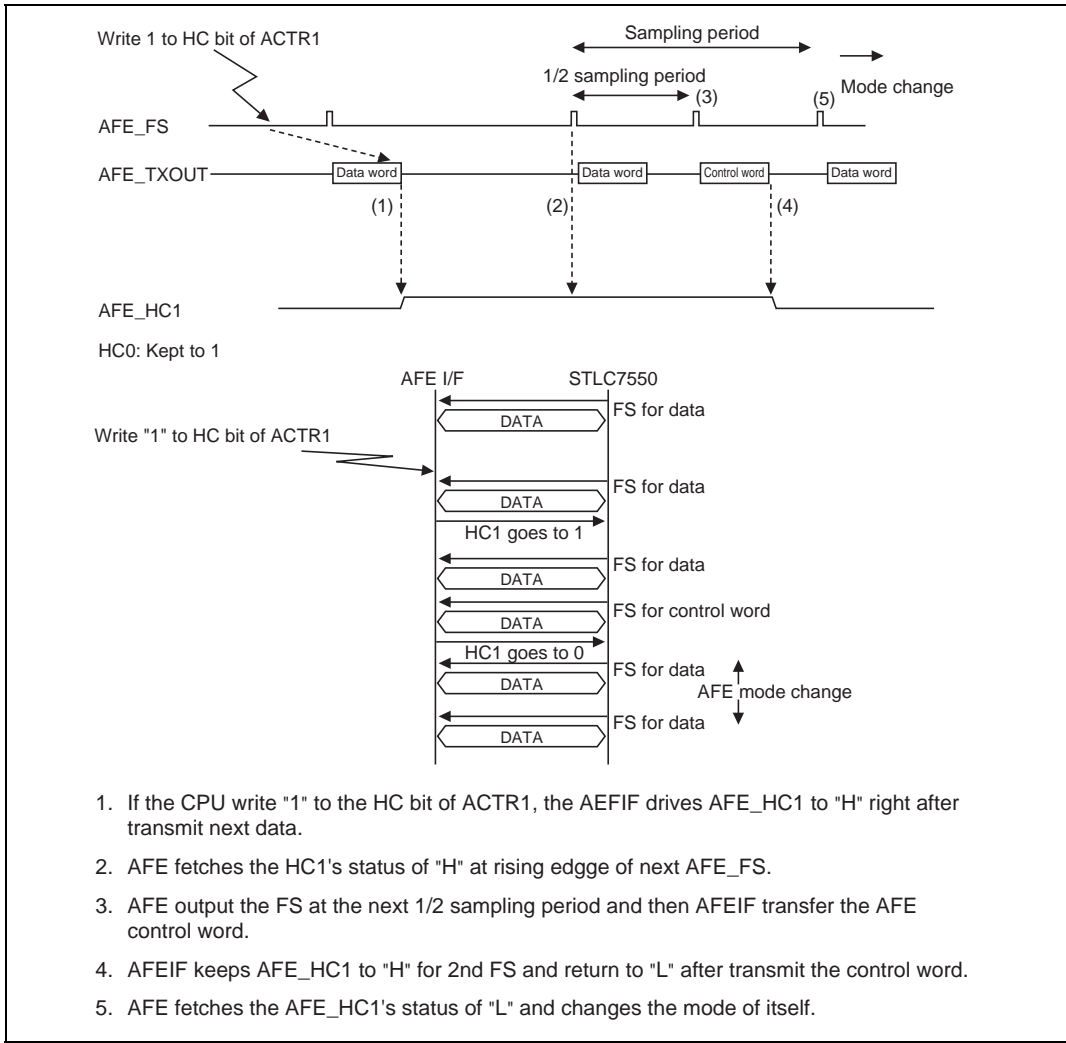 Write 1 to HC bit of ACTR1
Sampling period
1/2 sampling period
(3)
(5)
Mode change
AFE_FS
AFE_TXOUT
Data word
Data word
Control word
Data word
(1)
(2)
(4)
AFE_HC1
HC0: Kept to 1
AFE I/F
STLC7550
FS for data
DATA
Write "1" to HC bit of ACTR1
FS for data
DATA
HC1 goes to 1
FS for data
DATA
FS for control word
DATA
HC1 goes to 0
FS for data
DATA
AFE mode change
FS for data
DATA
1. If the CPU write "1" to the HC bit of ACTR1, the AEFIF drives AFE_HC1 to "H" right after
transmit next data.
2. AFE fetches the HC1's status of "H" at rising edgge of next AFE_FS.
3. AFE output the FS at the next 1/2 sampling period and then AFEIF transfer the AFE
control word.
4. AFEIF keeps AFE_HC1 to "H" for 2nd FS and return to "L" after transmit the control word.
5. AFE fetches the AFE_HC1's status of "L" and changes the mode of itself.